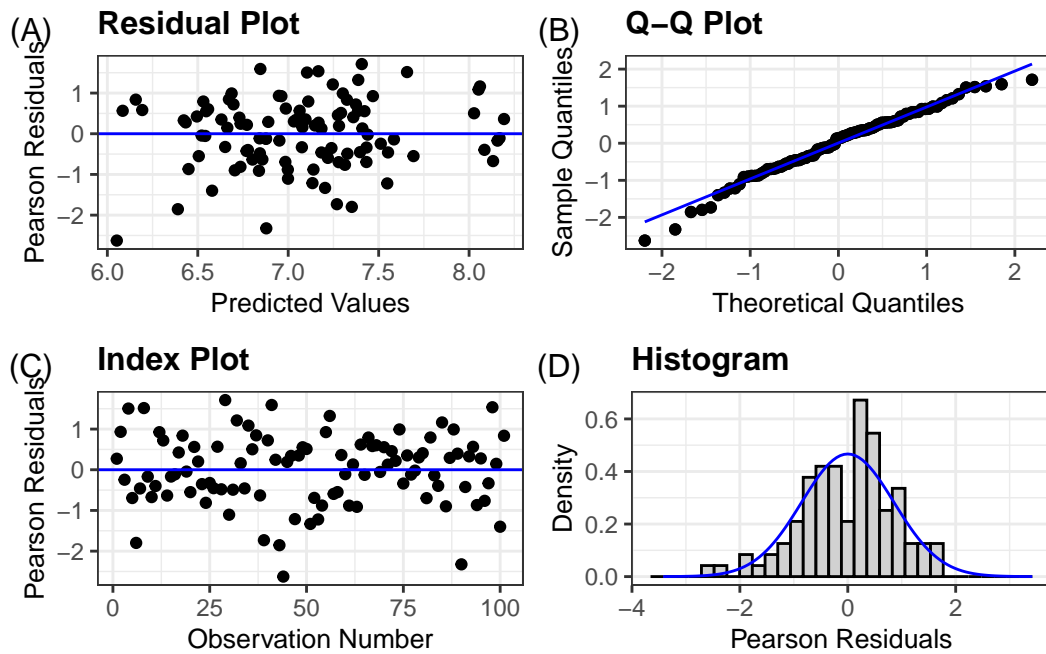 (A) Residual Plot
Pearson Residuals
1
0
−1
−2
6.0 6.5 7.0 7.5 8.0
Predicted Values
(B) Q−Q Plot
Sample Quantiles
2
1
0
−1
−2
−2 −1 0 1 2
Theoretical Quantiles
(C) Index Plot
Pearson Residuals
1
0
−1
−2
0 25 50 75 100
Observation Number
(D) Histogram
Density
0.6
0.4
0.2
0.0
−4 −2 0 2
Pearson Residuals